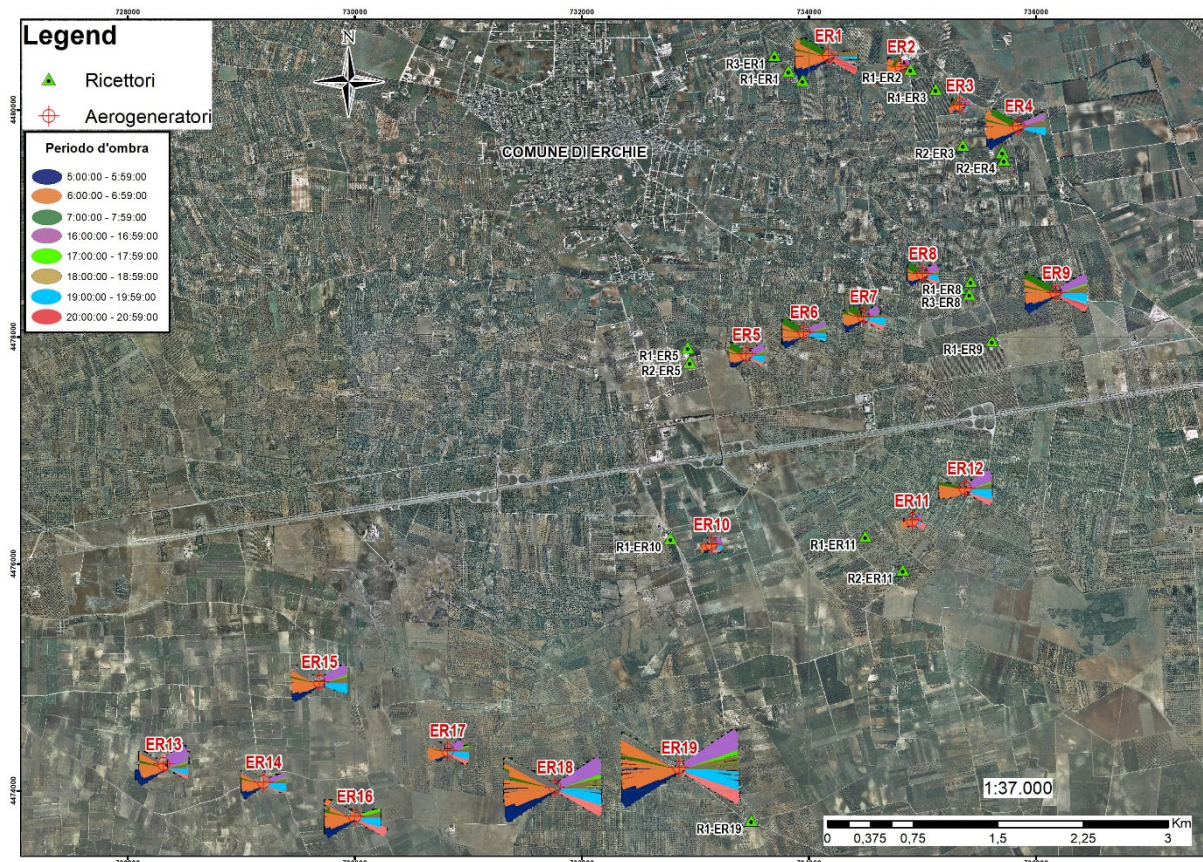 728000
730000
732000
734000
736000
Legend
Ricettori
Aerogeneratori
N
Periodo d'ombra
5:00:00 - 5:59:00
6:00:00 - 6:59:00
7:00:00 - 7:59:00
16:00:00 - 16:59:00
17:00:00 - 17:59:00
18:00:00 - 18:59:00
19:00:00 - 19:59:00
20:00:00 - 20:59:00
4480000
4478000
4476000
4474000
COMUNE DI ERCHIE
ER1
R3-ER1
R1-ER1
ER2
R1-ER2
ER3
R1-ER3
ER4
R2-ER3
R2-ER4
ER8
R1-ER8
R3-ER8
ER9
ER7
ER6
ER5
R1-ER5
R2-ER5
R1-ER9
ER12
ER11
ER10
R1-ER10
R1-ER11
R2-ER11
ER15
ER13
ER14
ER17
ER16
ER18
ER19
R1-ER19
1:37.000
Km
0 0,375 0,75 1,5 2,25 3